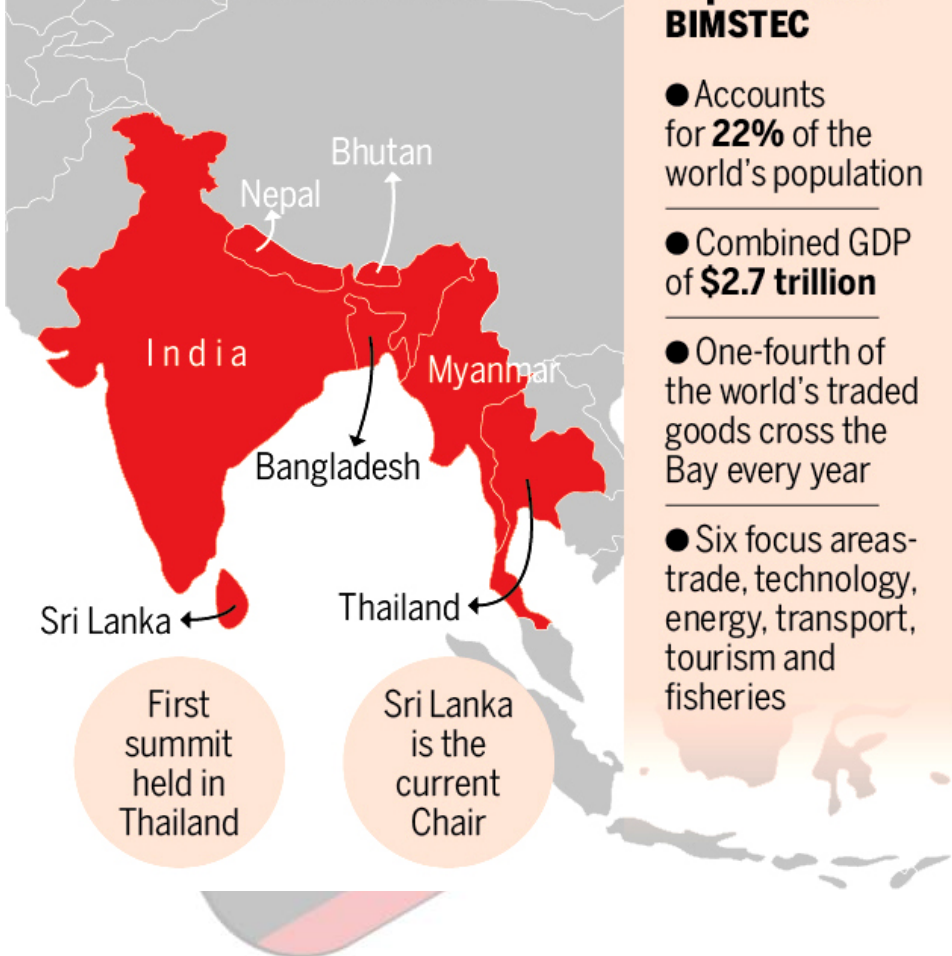 BIMSTEC
● Accounts
for 22% of the
world's population
● Combined GDP
of $2.7 trillion
● One-fourth of
the world's traded
goods cross the
Bay every year
● Six focus areas-
trade, technology,
energy, transport,
tourism and
fisheries
Bhutan
Nepal
India
Myanmar
Bangladesh
Sri Lanka
Thailand
First
summit
held in
Thailand
Sri Lanka
is the
current
Chair